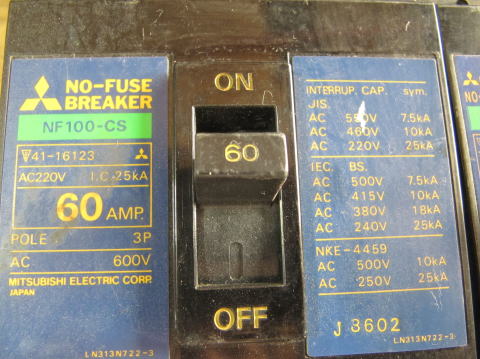 NO-FUSE
BREAKER
NF100-CS
41-16123
AC220V I.C. 25kA
60 AMP.
POLE 3P
AC 600V
MITSUBISHI ELECTRIC CORP.
JAPAN
LN313N722-3
ON
60
OFF
INTERRUP. CAP. sym.
JIS.
AC 550V 7.5kA
AC 460V 10kA
AC 220V 25kA
IEC. BS.
AC 500V 7.5kA
AC 415V 10kA
AC 380V 18kA
AC 240V 25kA
NKE-4459
AC 500V 10kA
AC 250V 25kA
J 3602
LN313N722-3
NO